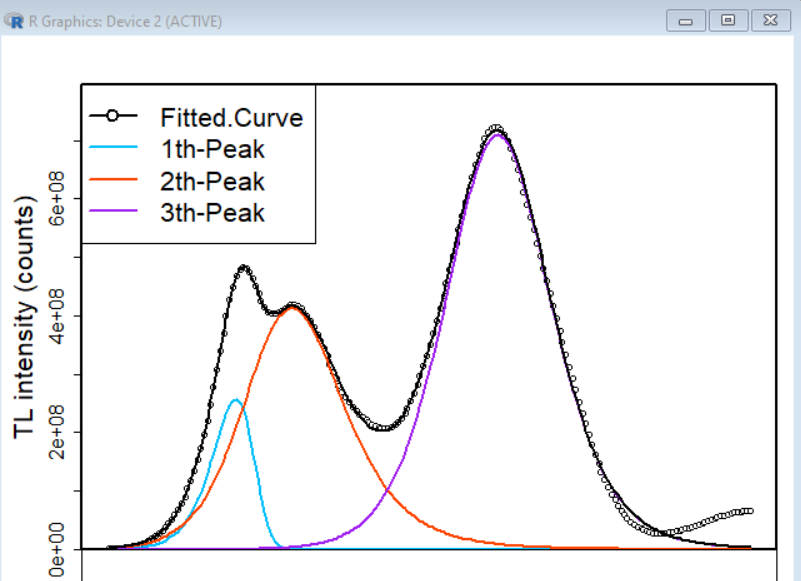 R Graphics: Device 2 (ACTIVE)
Fitted.Curve
1th-Peak
2th-Peak
3th-Peak
TL intensity (counts)
6e+08
4e+08
2e+08
0e+00